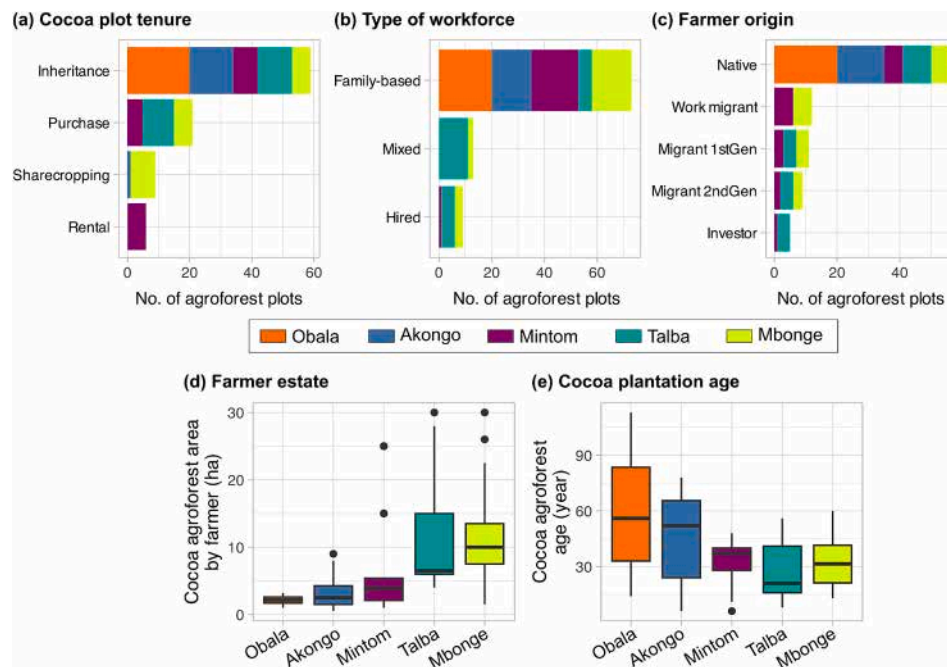 (a) Cocoa plot tenure
Inheritance
Purchase
Sharecropping
Rental
0 20 40 60
No. of agroforest plots
(b) Type of workforce
Family-based
Mixed
Hired
0 20 40 60
No. of agroforest plots
(c) Farmer origin
Native
Work migrant
Migrant 1stGen
Migrant 2ndGen
Investor
0 20 40
No. of agroforest plots
Obala Akongo Mintom Talba Mbonge
(d) Farmer estate
Cocoa agroforest area
by farmer (ha)
30
20
10
0
Obala Akongo Mintom Talba Mbonge
(e) Cocoa plantation age
Cocoa agroforest
age (year)
90
60
30
Obala Akongo Mintom Talba Mbonge